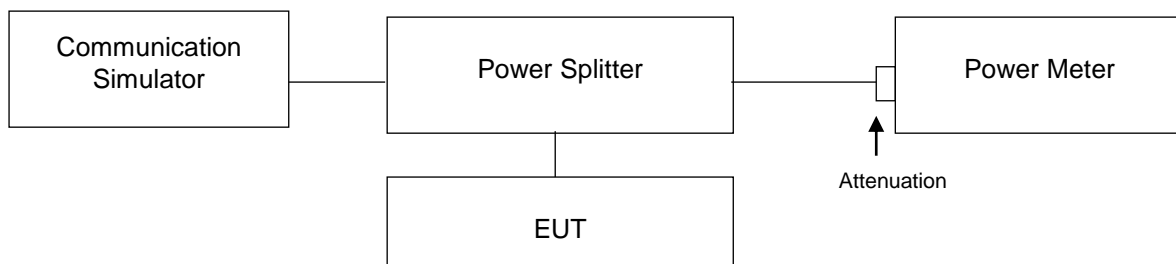 Communication
Simulator
Power Splitter
Power Meter
Attenuation
EUT